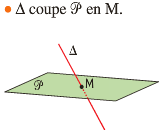 • Δ coupe 𝒫 en M.
Δ
𝒫
M